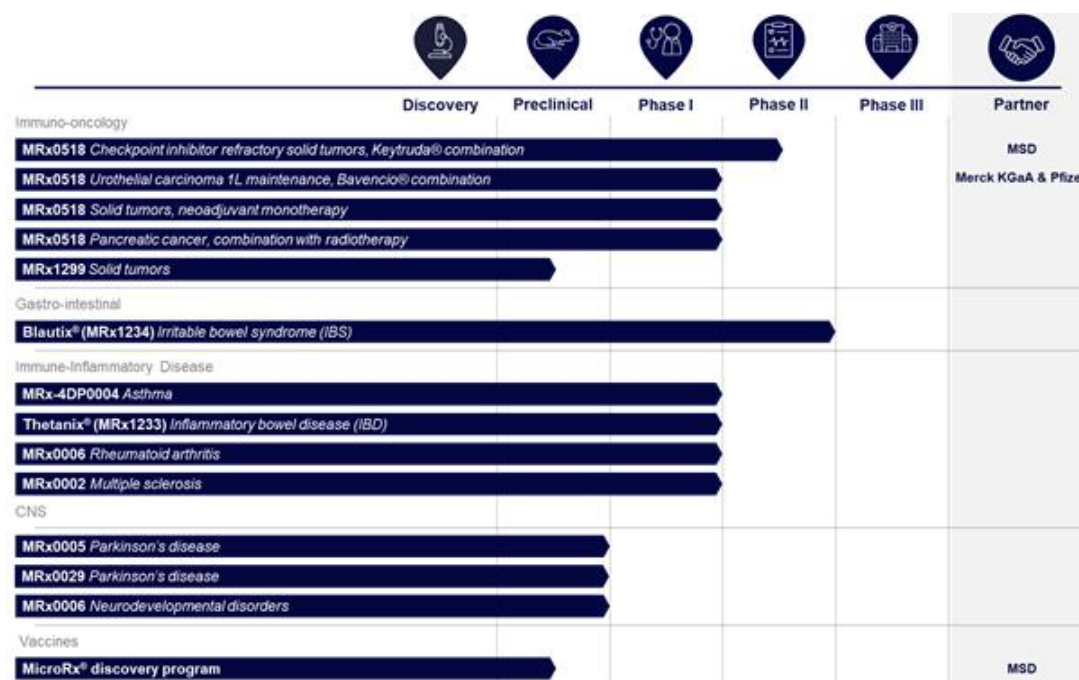 Discovery Preclinical Phase I Phase II Phase III Partner
Immuno-oncology
MRx0518 Checkpoint inhibitor refractory solid tumors, Keytruda® combination MSD
MRx0518 Urothelial carcinoma 1L maintenance, Bavencio® combination Merck KGaA & Pfize
MRx0518 Solid tumors, neoadjuvant monotherapy
MRx0518 Pancreatic cancer, combination with radiotherapy
MRx1299 Solid tumors
Gastro-intestinal
Blautix® (MRx1234) Irritable bowel syndrome (IBS)
Immune-Inflammatory Disease
MRx-4DP0004 Asthma
Thetanix® (MRx1233) Inflammatory bowel disease (IBD)
MRx0006 Rheumatoid arthritis
MRx0002 Multiple sclerosis
CNS
MRx0005 Parkinson's disease
MRx0029 Parkinson's disease
MRx0006 Neurodevelopmental disorders
Vaccines
MicroRx® discovery program MSD